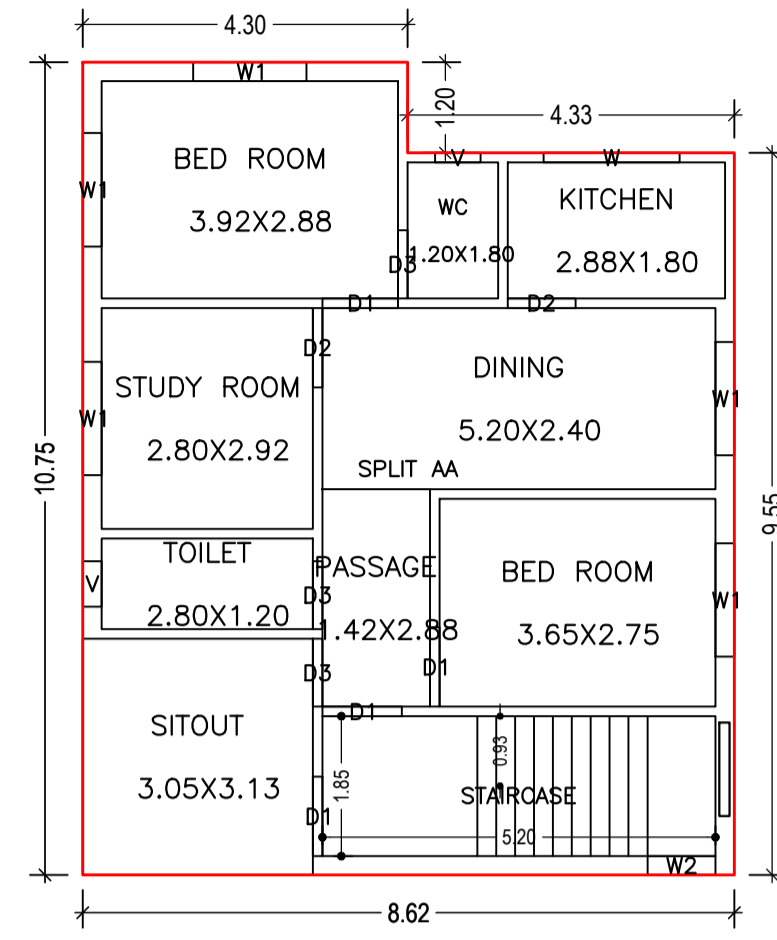 4.30
W1
1.20
4.33
BED ROOM
V
W
W1
WC
KITCHEN
3.92X2.88
1.20X1.80
2.88X1.80
D3
D1
D2
D2
DINING
STUDY ROOM
W1
W1
5.20X2.40
2.80X2.92
10.75
SPLIT AA
9.55
TOILET
PASSAGE
BED ROOM
V
D3
W1
2.80X1.20
1.42X2.88
3.65X2.75
D3
D1
D1
SITOUT
0.93
3.05X3.13
1.85
STAIRCASE
D1
5.20
W2
8.62